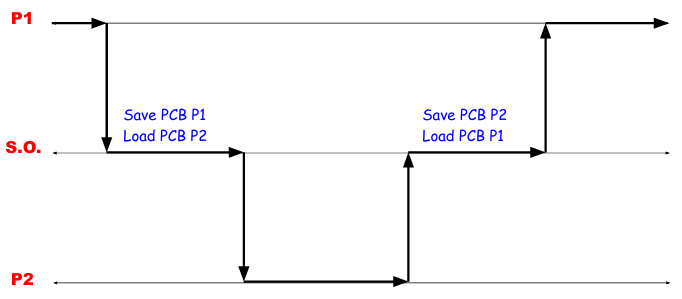 P1
Save PCB P1
Load PCB P2
Save PCB P2
Load PCB P1
S.O.
P2